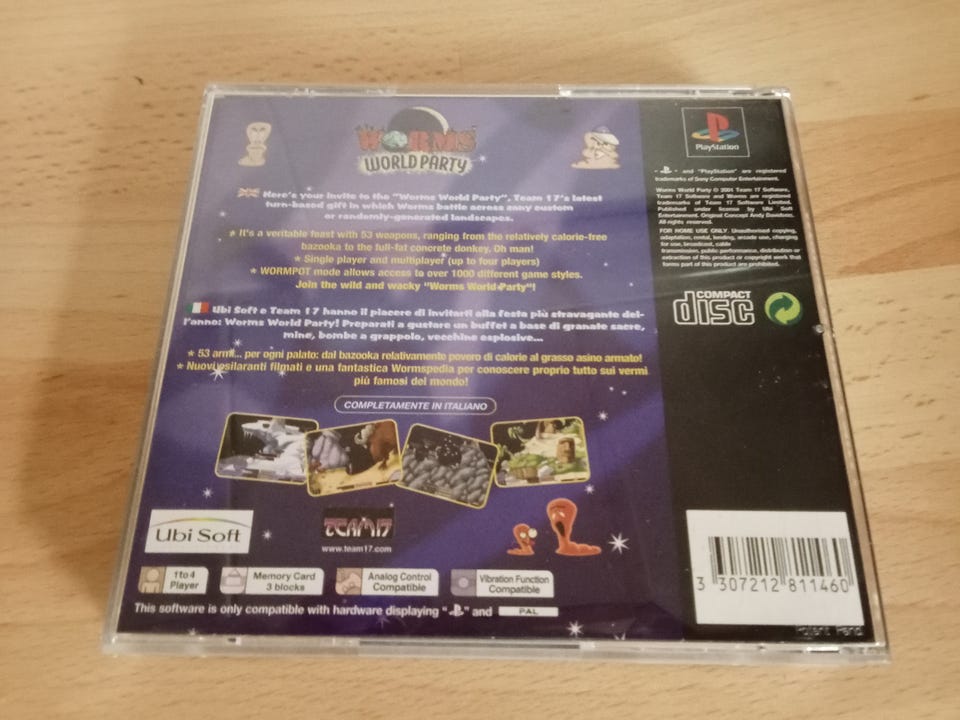 WORMS
WORLD PARTY
PlayStation
"PS" and "PlayStation" are registered
trademarks of Sony Computer Entertainment.
Worms World Party © 2001 Team 17 Software,
Team 17 Software and Worms are registered
trademarks of Team 17 Software Limited.
Published under license by Ubi Soft
Entertainment. Original Concept Andy Davidson.
All rights reserved.
FOR HOME USE ONLY. Unauthorised copying,
adaptation, rental, lending, arcade use, charging
for use, broadcast, cable
transmission, public performance, distribution or
extraction of this product or copyright work that
forms part of this product are prohibited.
COMPACT
disc
Here's your invite to the "Worms World Party", Team 17's latest
turn-based gift in which Worms battle across any custom
or randomly-generated landscapes.
* It's a veritable feast with 53 weapons, ranging from the relatively calorie-free
bazooka to the full-fat concrete donkey. Oh man!
* Single player and multiplayer (up to four players)
* WORMPOT mode allows access to over 1000 different game styles.
Join the wild and wacky "Worms World Party"!
Ubi Soft e Team 17 hanno il piacere di invitarti alla festa più stravagante del-
l'anno: Worms World Party! Preparati a gustare un buffet a base di granate sacre,
mine, bombe a grappolo, vecchine esplosive...
* 53 armi... per ogni palato: dal bazooka relativamente povero di calorie al grasso asino armato!
* Nuovi esilaranti filmati e una fantastica Wormspedia per conoscere proprio tutto sui vermi
più famosi del mondo!
COMPLETAMENTE IN ITALIANO
Ubi Soft
TEAM17
www.team17.com
1 to 4
Player
Memory Card
3 blocks
Analog Control
Compatible
Vibration Function
Compatible
This software is only compatible with hardware displaying "PS" and PAL
3 307212 811460
Patent Pend